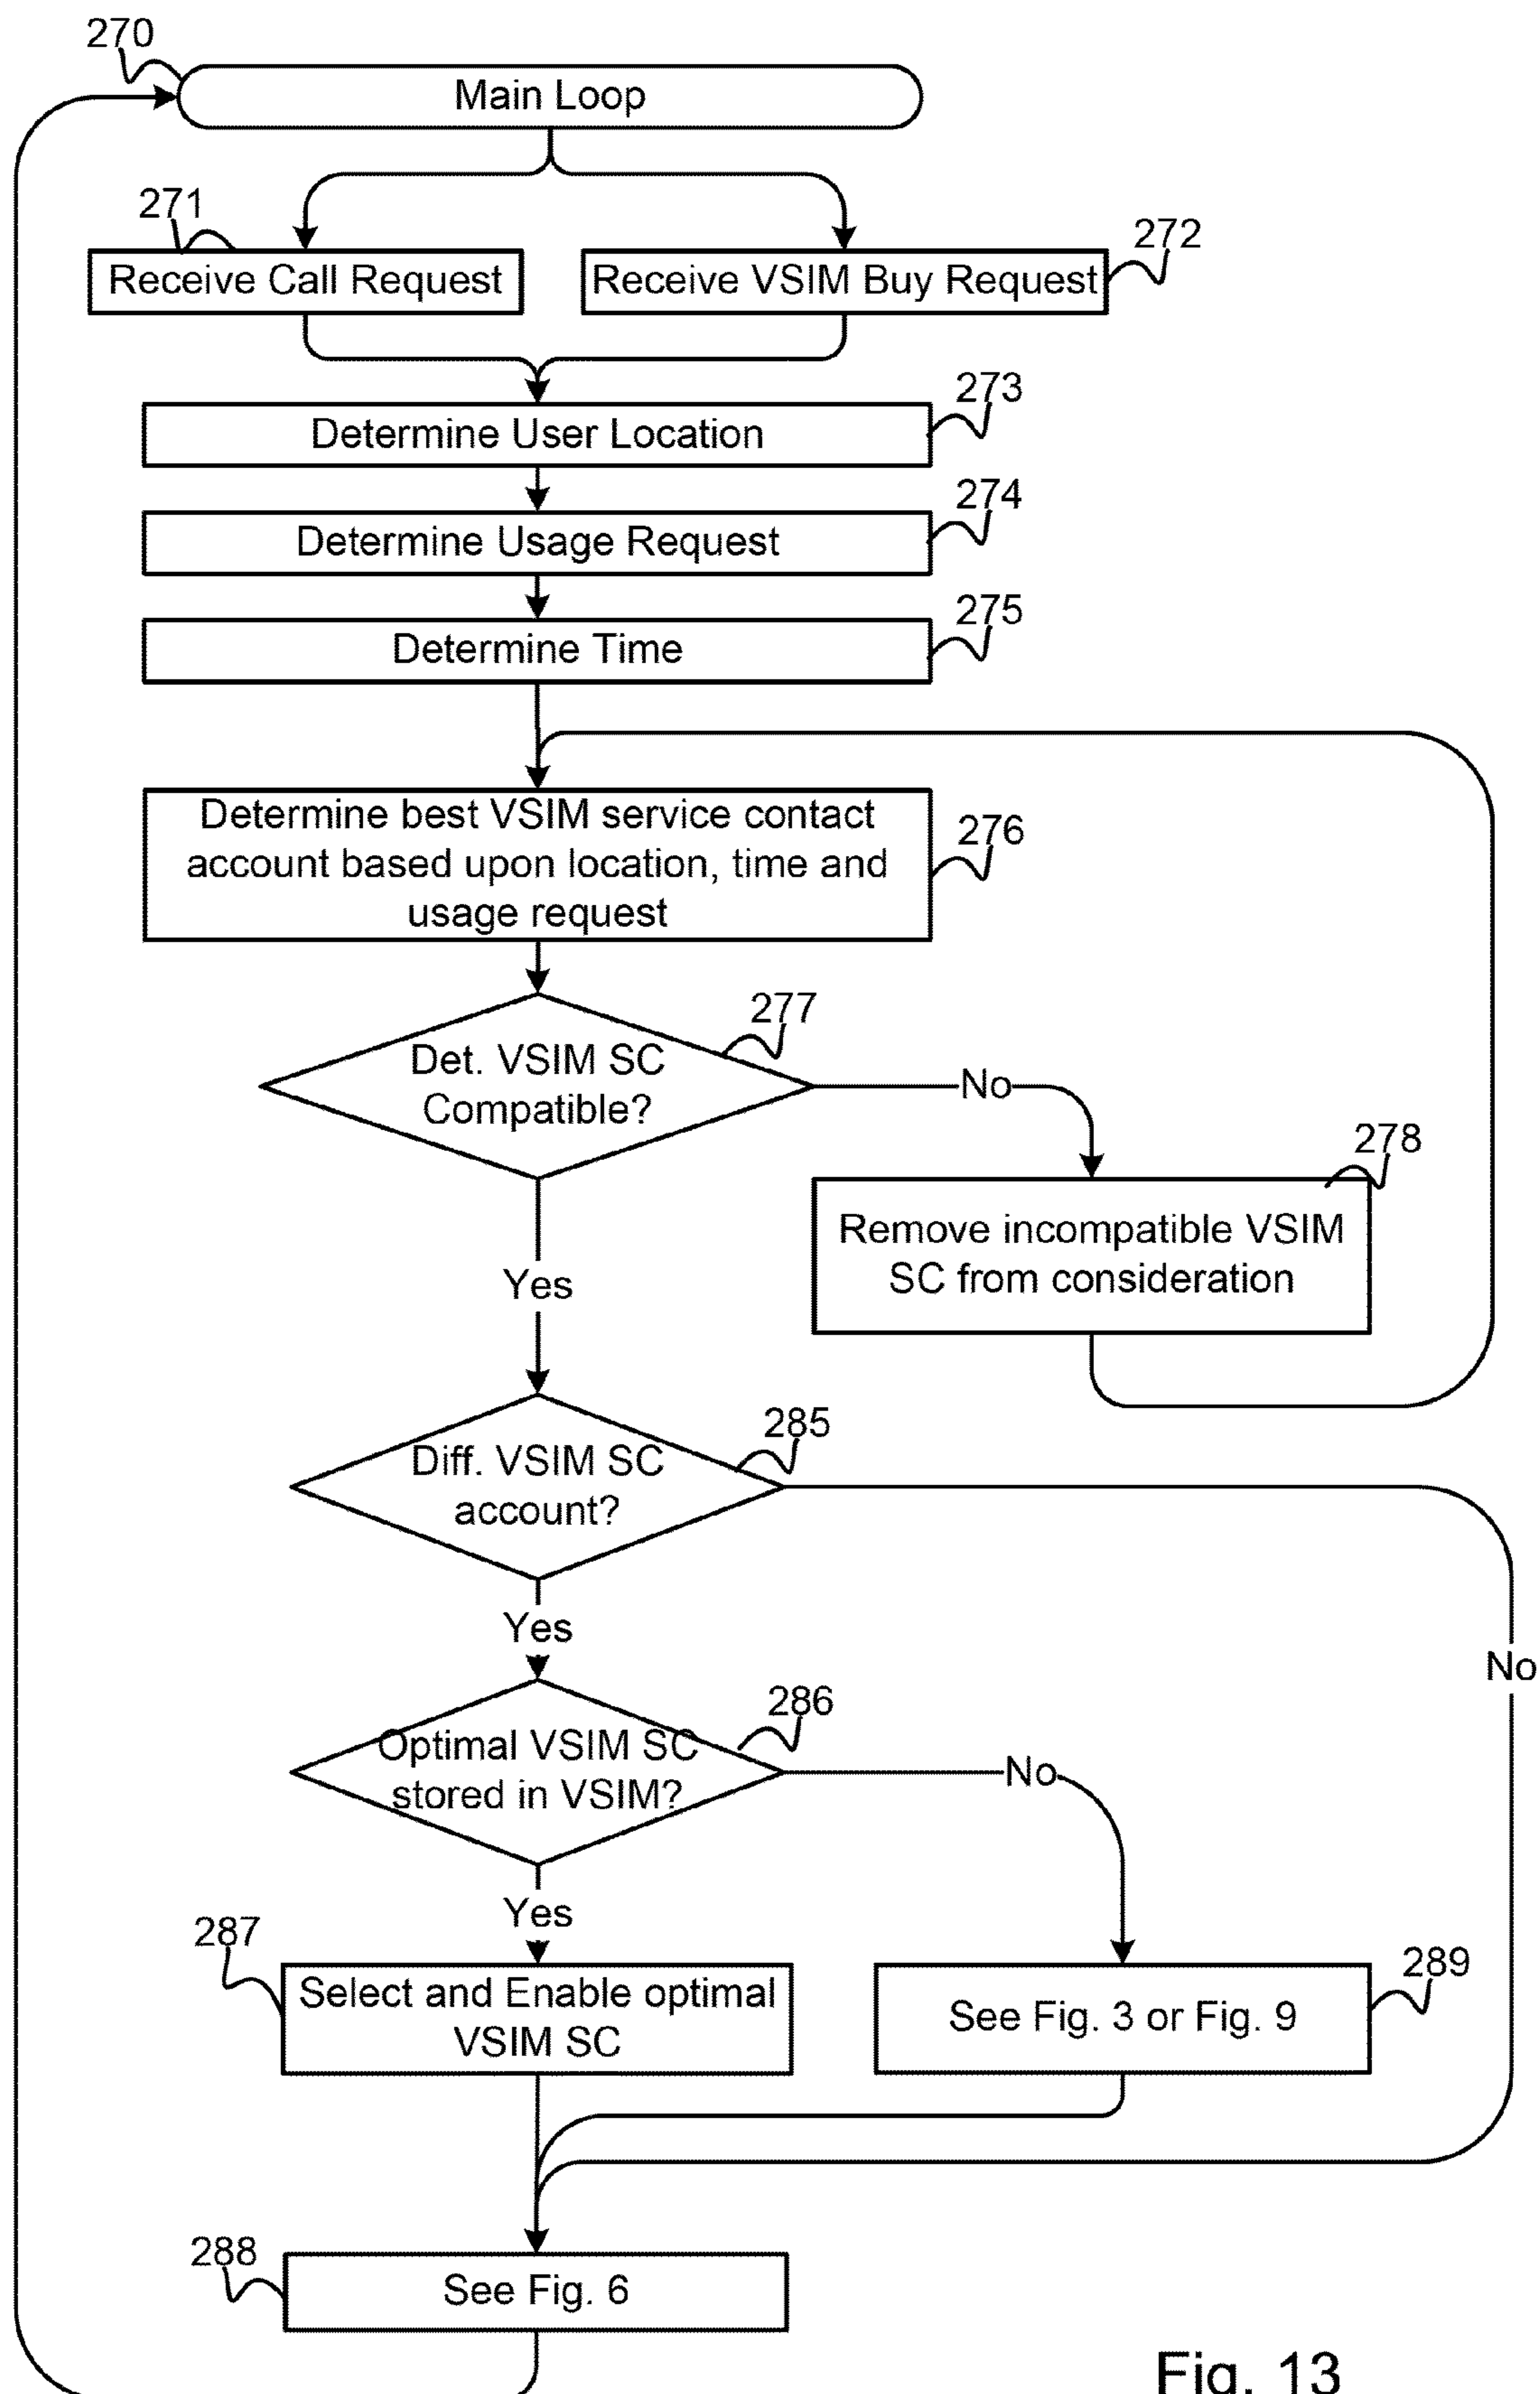 270
Main Loop
271
Receive Call Request
Receive VSIM Buy Request
272
273
Determine User Location
274
Determine Usage Request
275
Determine Time
Determine best VSIM service contact
account based upon location, time and
usage request
276
277
Det. VSIM SC
Compatible?
No
278
Remove incompatible VSIM
SC from consideration
Yes
285
Diff. VSIM SC
account?
Yes
No
286
Optimal VSIM SC
stored in VSIM?
No
Yes
287
Select and Enable optimal
VSIM SC
289
See Fig. 3 or Fig. 9
288
See Fig. 6
Fig. 13